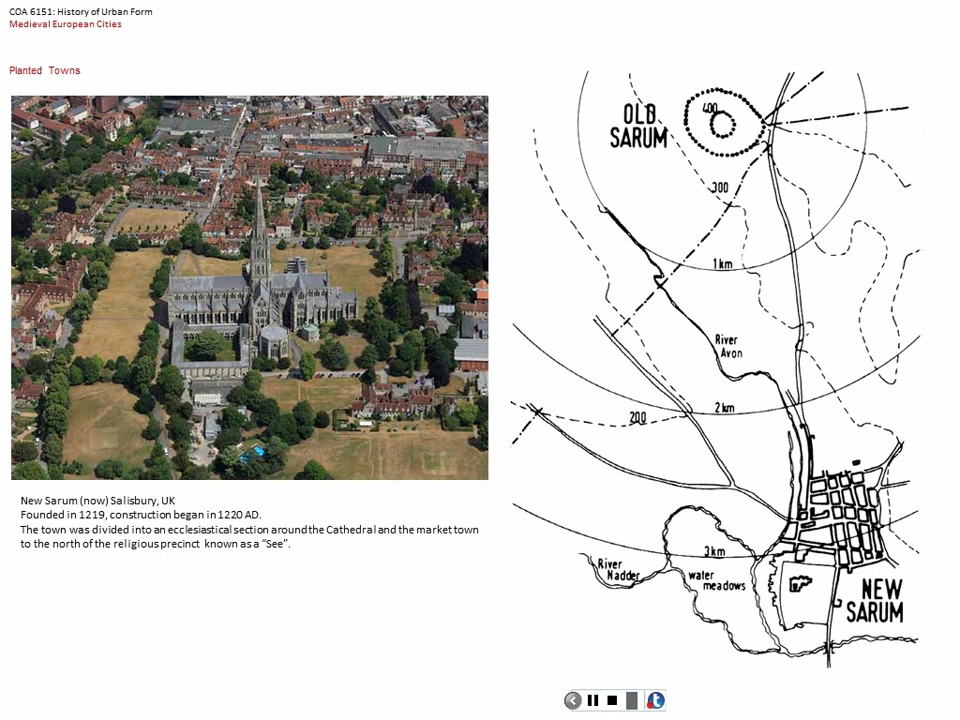 COA 6151: History of Urban Form
Medieval European Cities
Planted Towns
New Sarum (now) Salisbury, UK
Founded in 1219, construction began in 1220 AD.
The town was divided into an ecclesiastical section around the Cathedral and the market town
to the north of the religious precinct known as a “See”.
OLD
SARUM
400
300
1km
River
Avon
2km
200
3km
River
Nadder
water
meadows
NEW
SARUM